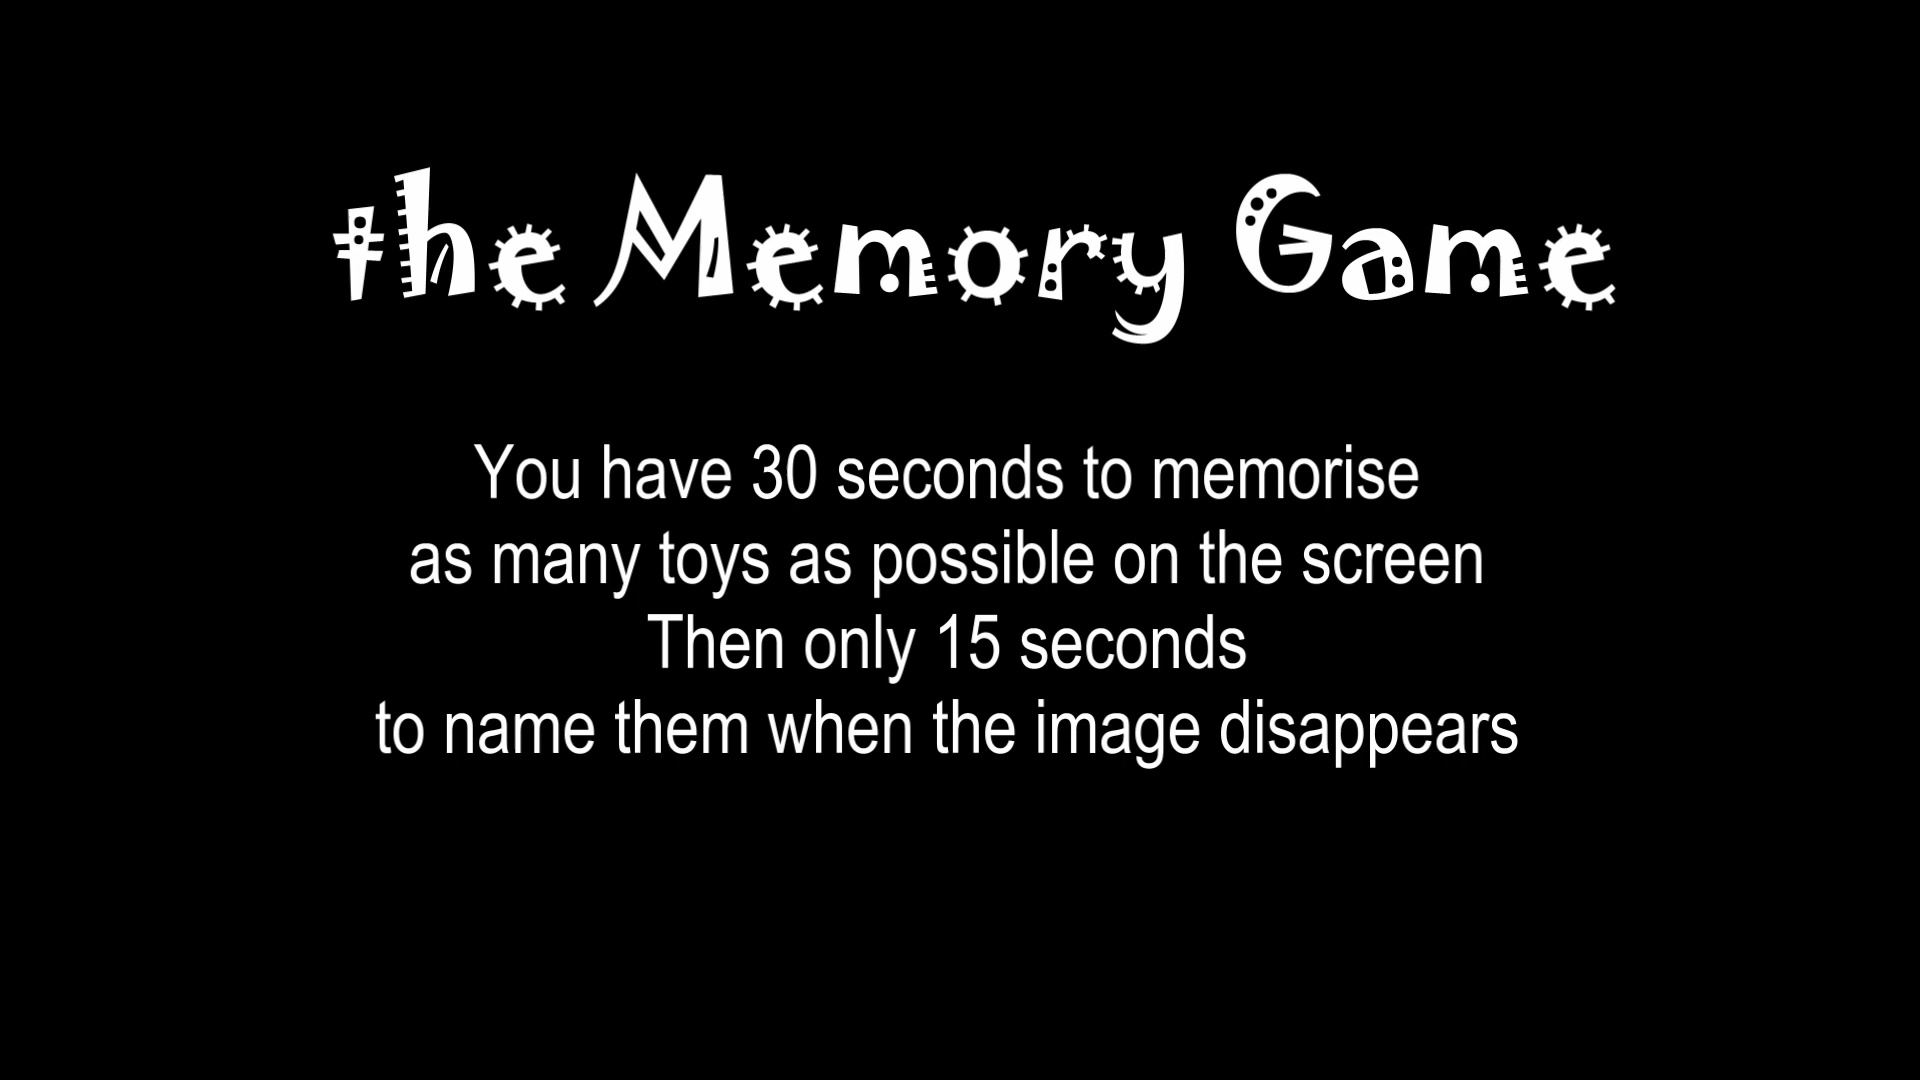 the Memory Game
You have 30 seconds to memorise
as many toys as possible on the screen
Then only 15 seconds
to name them when the image disappears